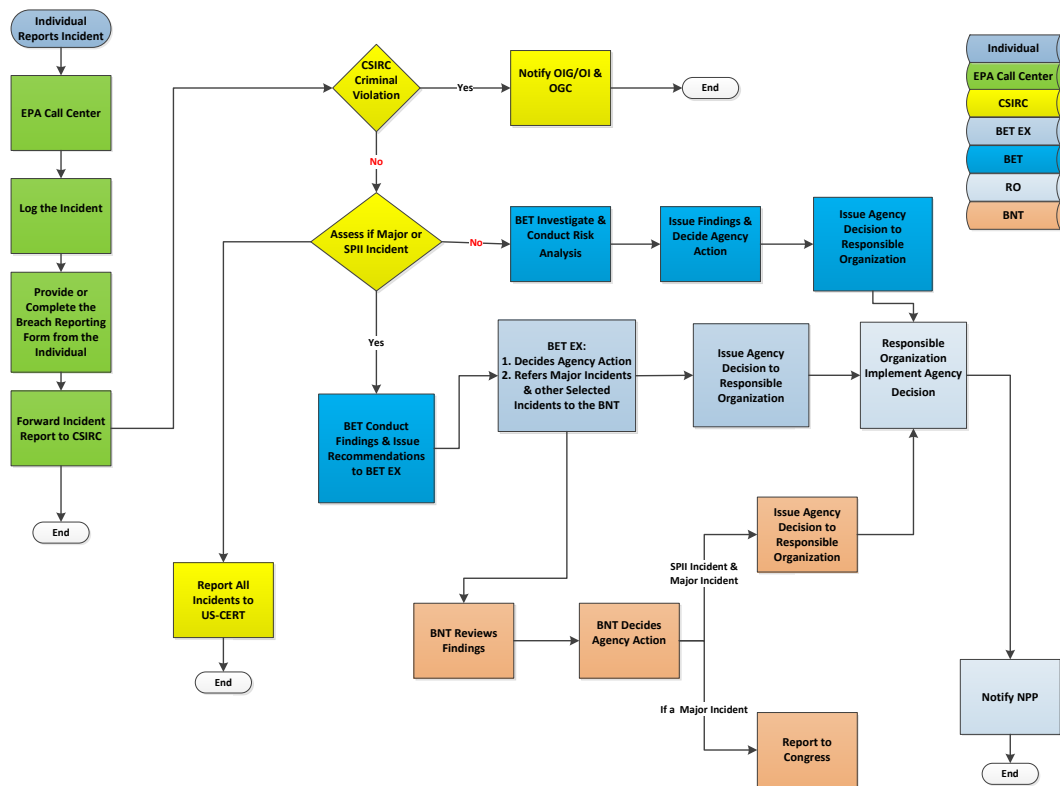 Individual
Reports Incident
EPA Call Center
Log the Incident
Provide or
Complete the
Breach Reporting
Form from the
Individual
Forward Incident
Report to CSIRC
End
CSIRC
Criminal
Violation
Yes
Notify OIG/OI &
OGC
End
No
Assess if Major or
SPII Incident
No
BET Investigate &
Conduct Risk
Analysis
Issue Findings &
Decide Agency
Action
Issue Agency
Decision to
Responsible
Organization
Yes
BET Conduct
Findings & Issue
Recommendations
to BET EX
BET EX:
1. Decides Agency Action
2. Refers Major Incidents
& other Selected
Incidents to the BNT
Issue Agency
Decision to
Responsible
Organization
Responsible
Organization
Implement Agency
Decision
Report All
Incidents to
US-CERT
End
BNT Reviews
Findings
BNT Decides
Agency Action
SPII Incident &
Major Incident
Issue Agency
Decision to
Responsible
Organization
If a Major Incident
Report to
Congress
Notify NPP
End
Individual
EPA Call Center
CSIRC
BET EX
BET
RO
BNT